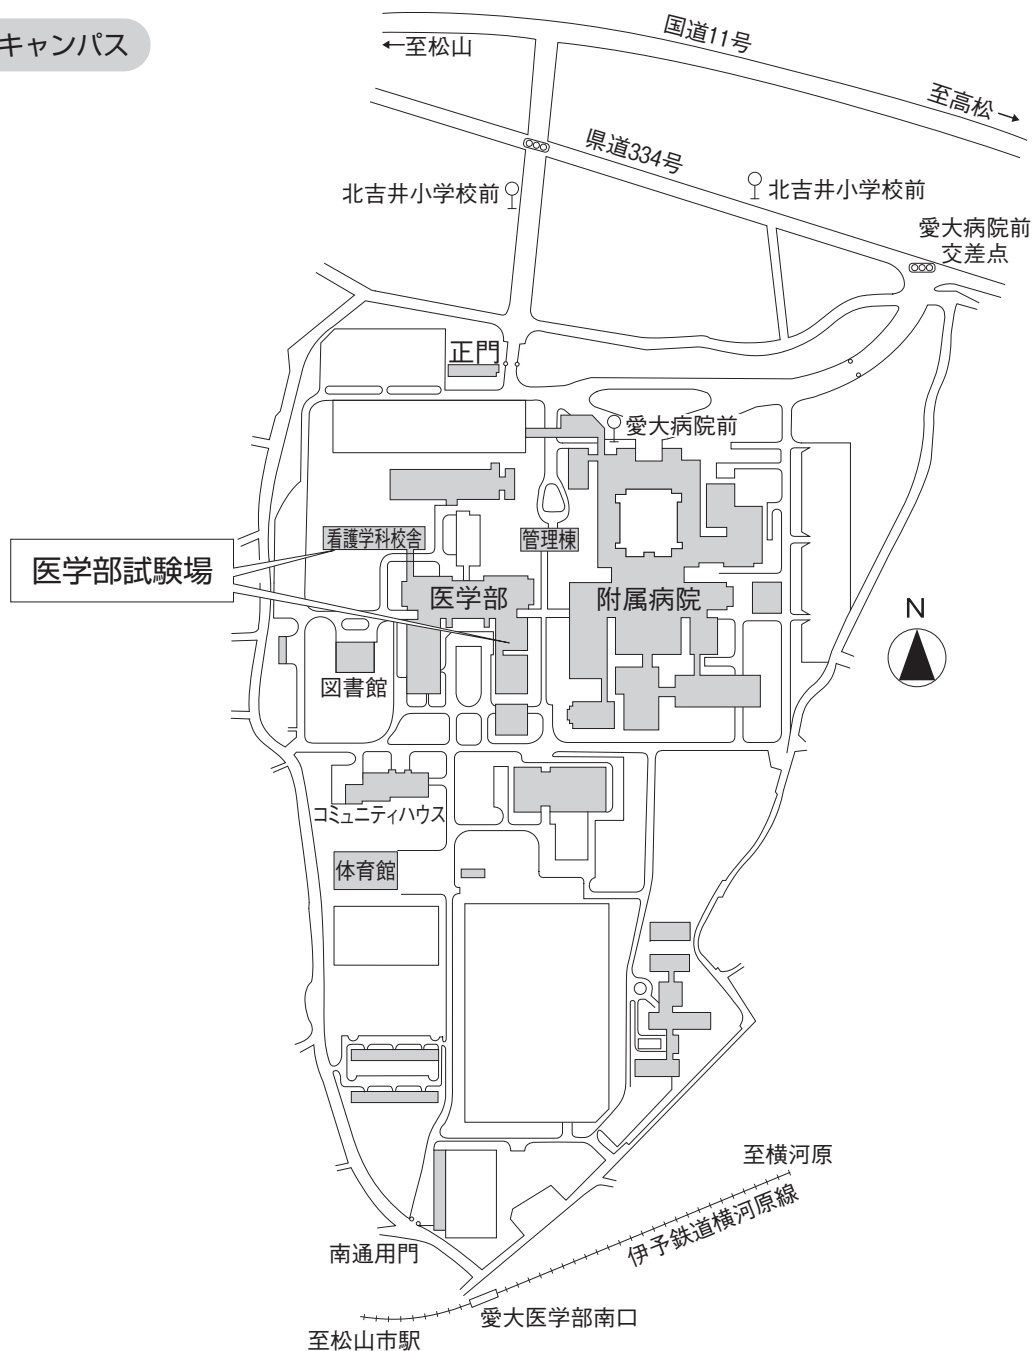 キャンパス
国道11号
←至松山
至高松→
県道334号
北吉井小学校前
北吉井小学校前
愛大病院前
交差点
正門
愛大病院前
看護学科校舎
管理棟
医学部試験場
医学部
附属病院
N
図書館
コミュニティハウス
体育館
至横河原
伊予鉄道横河原線
南通用門
愛大医学部南口
至松山市駅